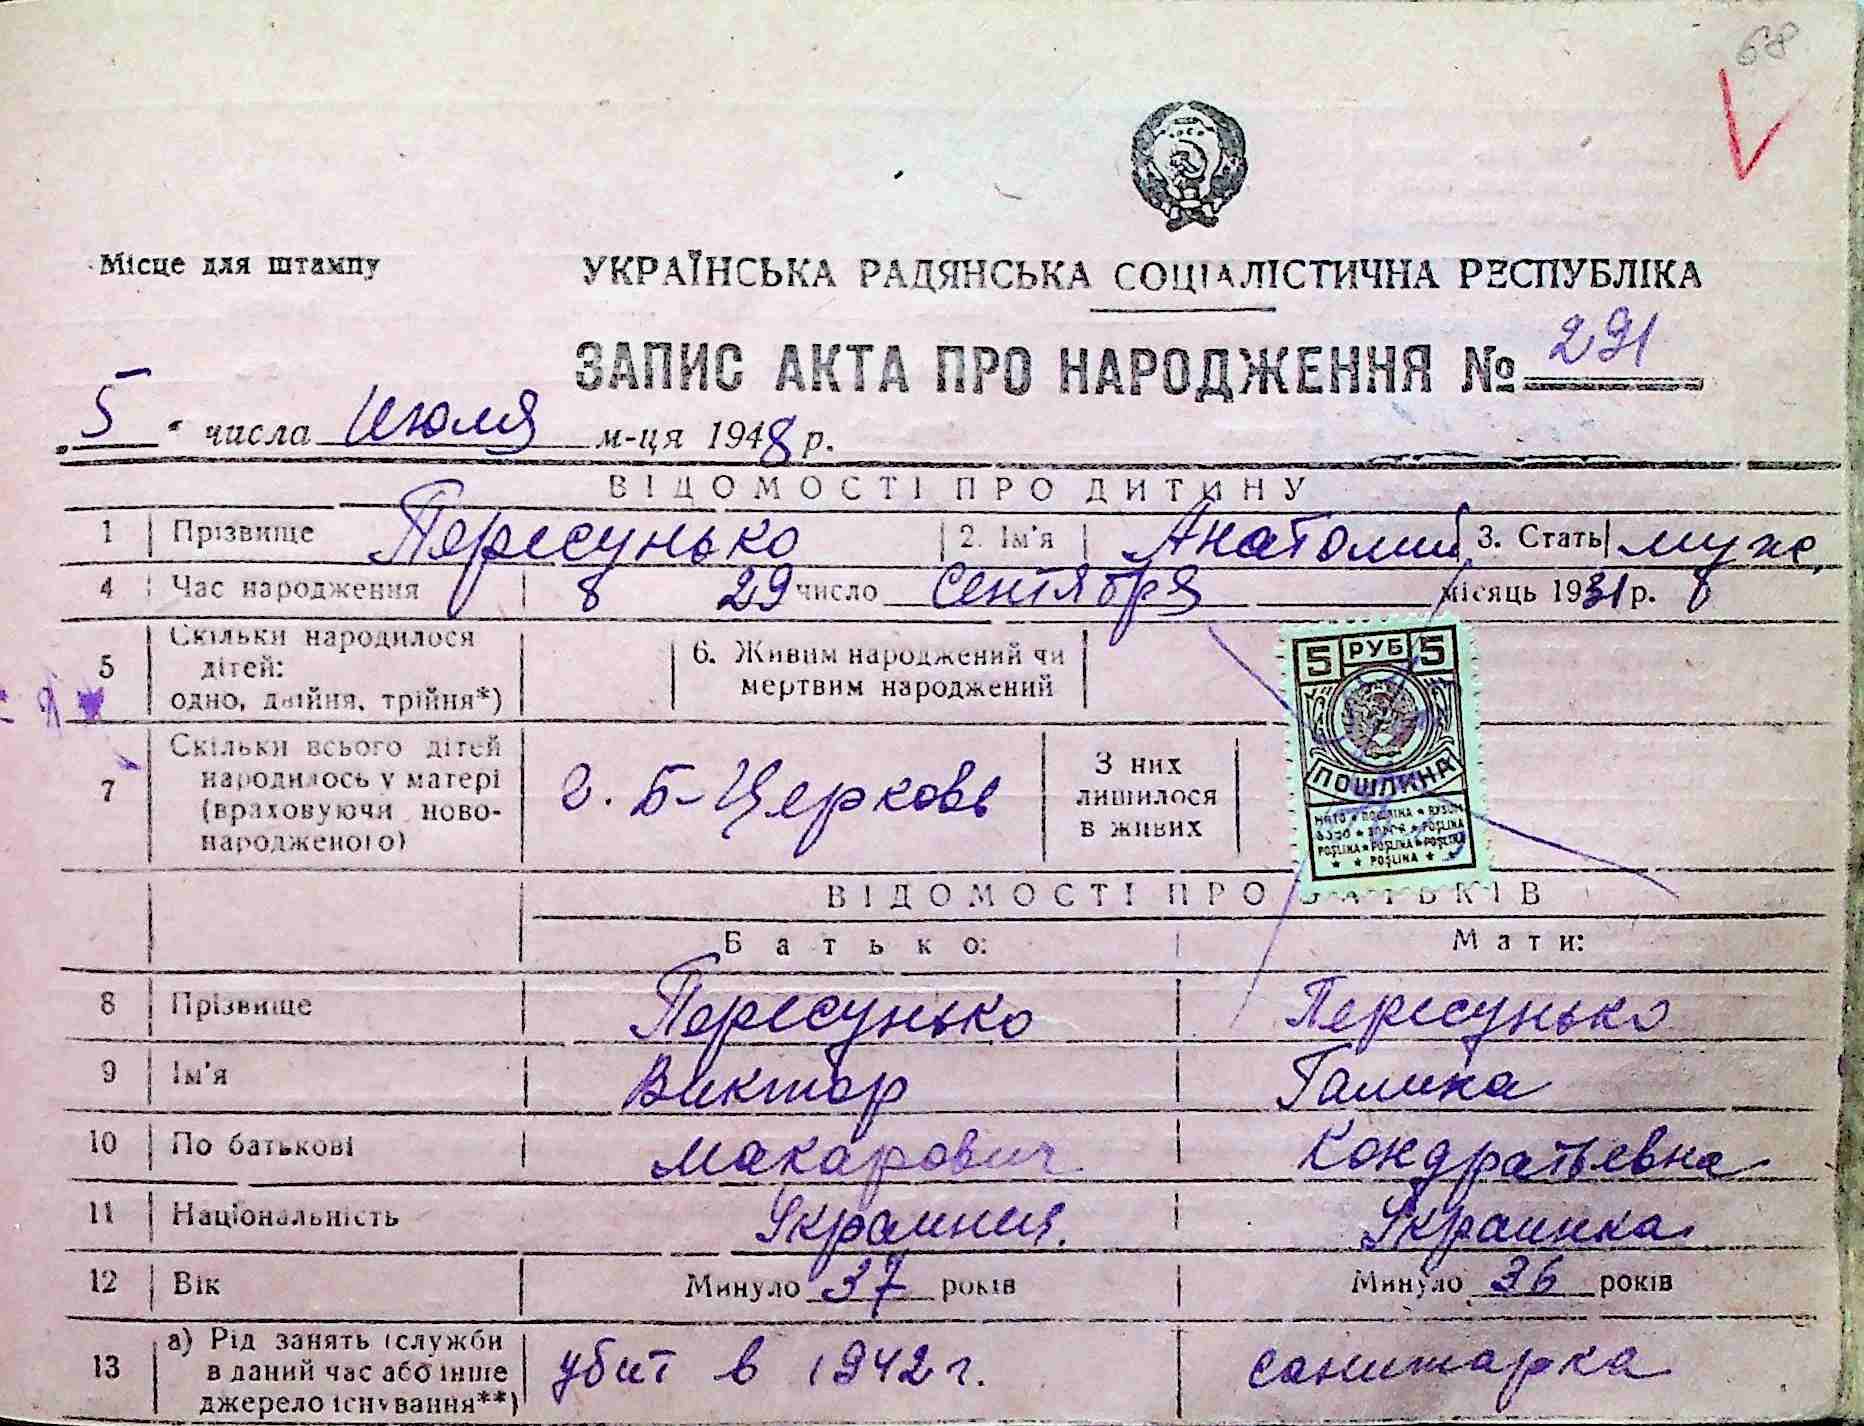 68
Місце для штампу
УКРАЇНСЬКА РАДЯНСЬКА СОЦІАЛІСТИЧНА РЕСПУБЛІКА
ЗАПИС АКТА ПРО НАРОДЖЕННЯ № 291
„5“ числа Июля м-ця 1948 р.
ВІДОМОСТІ ПРО ДИТИНУ
1 Прізвище Пересунько 2. Ім'я Анатолий 3. Стать муж.
4 Час народження 8 29 число сентября місяць 1931 р. 8
5 Скільки народилося
дітей:
одно, двійня, трійня*)
6. Живим народжений чи
мертвим народжений
7 Скільки всього дітей
народилось у матері
(враховуючи ново-
народженого)
г. Б-Церковь
З них
лишилося
в живих
5 РУБ 5
ПОШЛИНА
POŞLINA
ВІДОМОСТІ ПРО БАТЬКІВ
Батько: Мати:
8 Прізвище Пересунько Пересунько
9 Ім'я Виктор Галина
10 По батькові Макарович Кондратьевна
11 Національність Украинец. Украинка.
12 Вік Минуло 37 років Минуло 36 років
13 а) Рід занять (служби
в даний час або інше
джерело існування**)
убит в 1942 г. санитарка